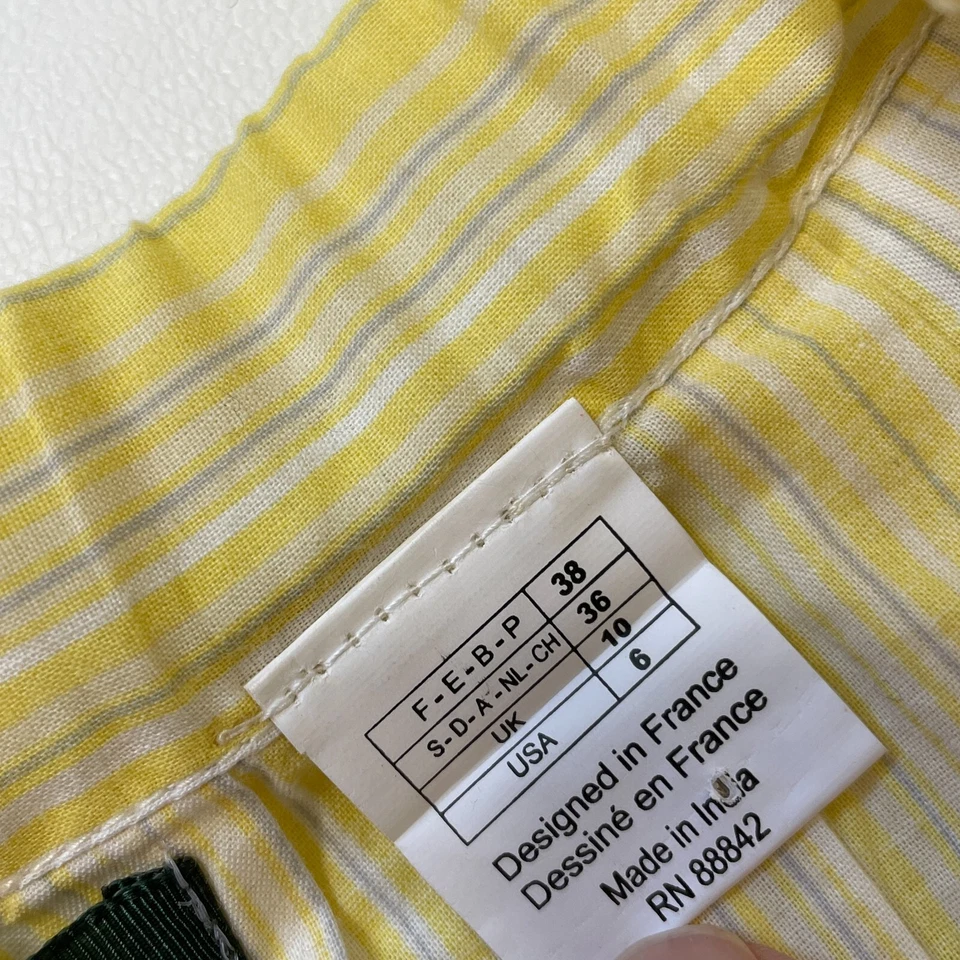 F-E-B-P 38
S-D-A-NL-CH 36
UK 10
USA 6
Designed in France
Dessiné en France
Made in India
RN 88842